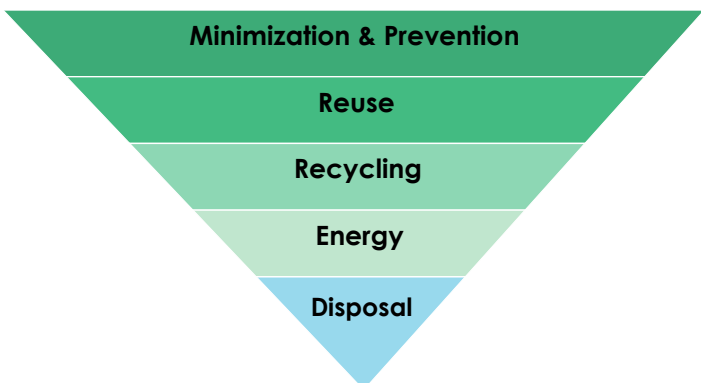 Minimization & Prevention
Reuse
Recycling
Energy
Disposal